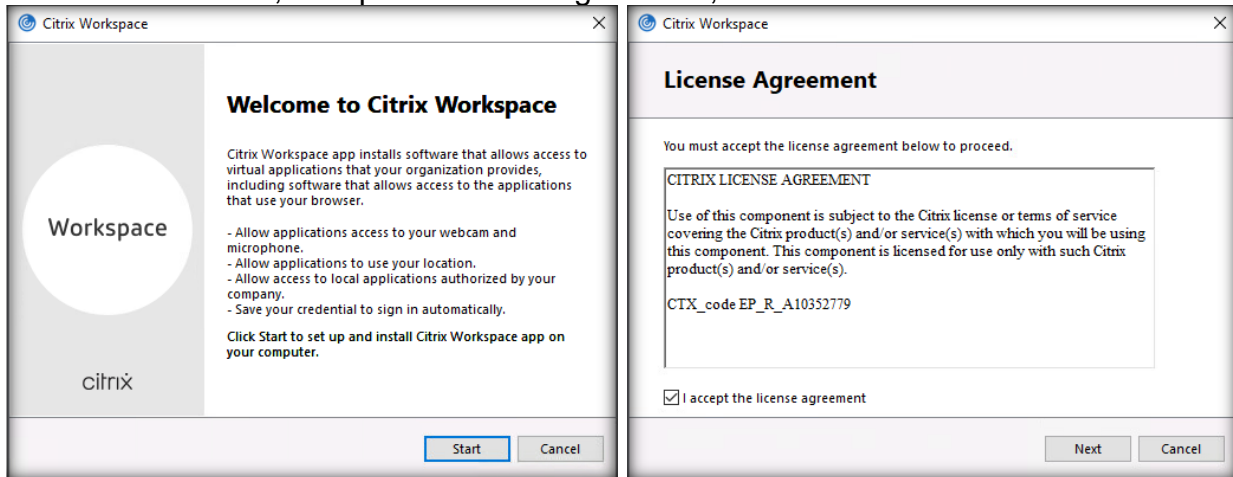 Citrix Workspace
Welcome to Citrix Workspace
Citrix Workspace app installs software that allows access to
virtual applications that your organization provides,
including software that allows access to the applications
that use your browser.
- Allow applications access to your webcam and
microphone.
- Allow applications to use your location.
- Allow access to local applications authorized by your
company.
- Save your credential to sign in automatically.
Click Start to set up and install Citrix Workspace app on
your computer.
Workspace
citrix
Start
Cancel
Citrix Workspace
License Agreement
You must accept the license agreement below to proceed.
CITRIX LICENSE AGREEMENT
Use of this component is subject to the Citrix license or terms of service
covering the Citrix product(s) and/or service(s) with which you will be using
this component. This component is licensed for use only with such Citrix
product(s) and/or service(s).
CTX_code EP_R_A10352779
I accept the license agreement
Next
Cancel